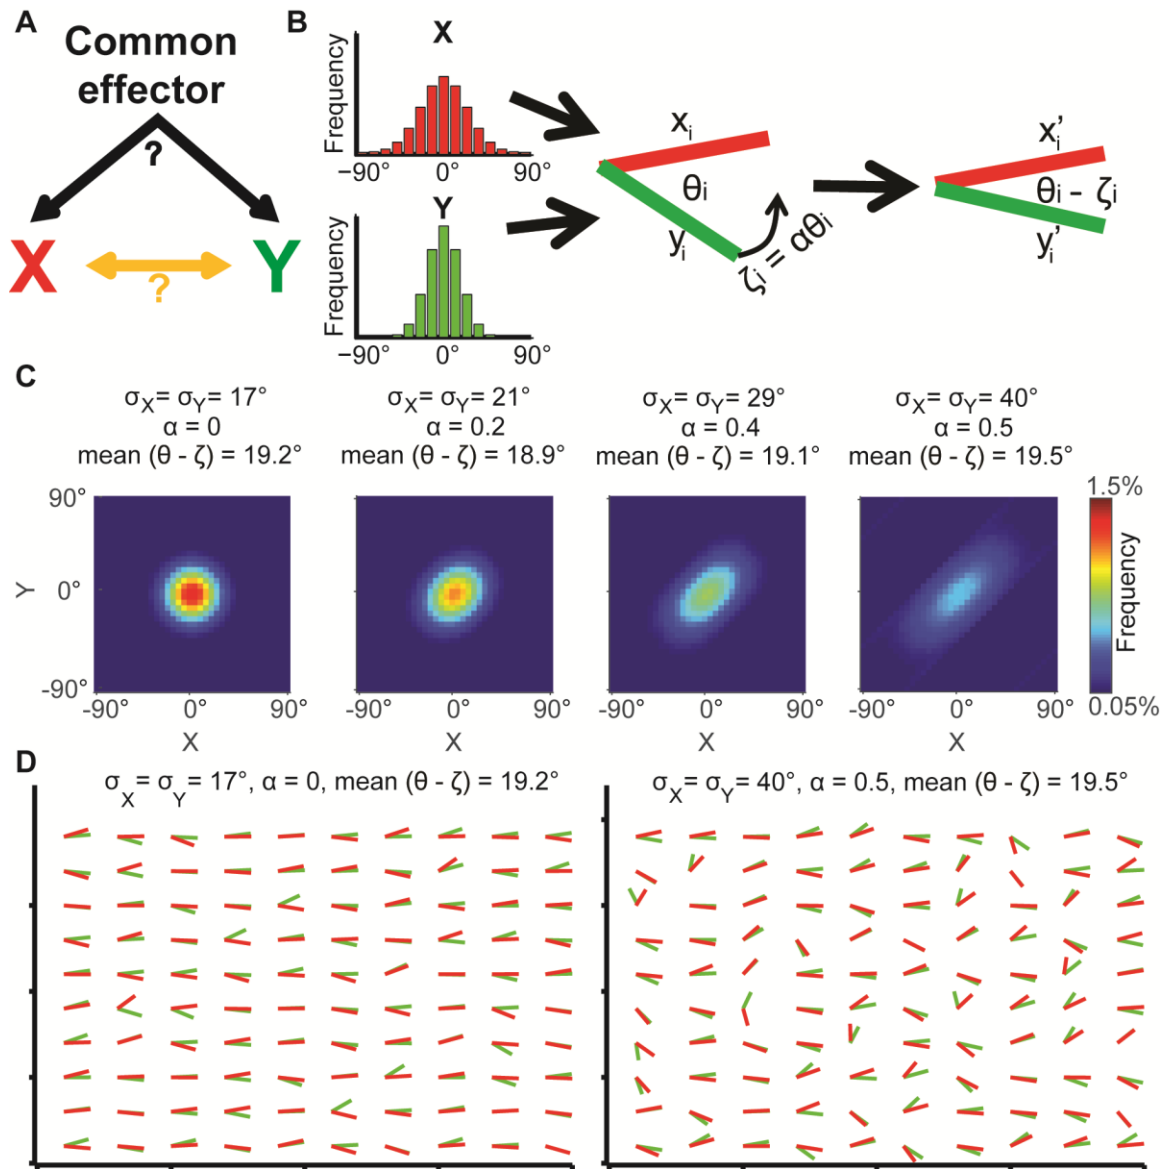 A
Common
effector
?
X
?
Y
B
X
Frequency
−90°
0°
90°
Y
Frequency
−90°
0°
90°
xᵢ
θᵢ
yᵢ
ζᵢ = αθᵢ
xᵢ'
θᵢ - ζᵢ
yᵢ'
C
σX = σY = 17°
α = 0
mean (θ - ζ) = 19.2°
σX = σY = 21°
α = 0.2
mean (θ - ζ) = 18.9°
σX = σY = 29°
α = 0.4
mean (θ - ζ) = 19.1°
σX = σY = 40°
α = 0.5
mean (θ - ζ) = 19.5°
90°
Y
0°
-90°
-90°
0°
90°
X
-90°
0°
90°
-90°
0°
90°
X
-90°
0°
90°
1.5%
Frequency
0.05%
D
σX = σY = 17°, α = 0, mean (θ - ζ) = 19.2°
σX = σY = 40°, α = 0.5, mean (θ - ζ) = 19.5°